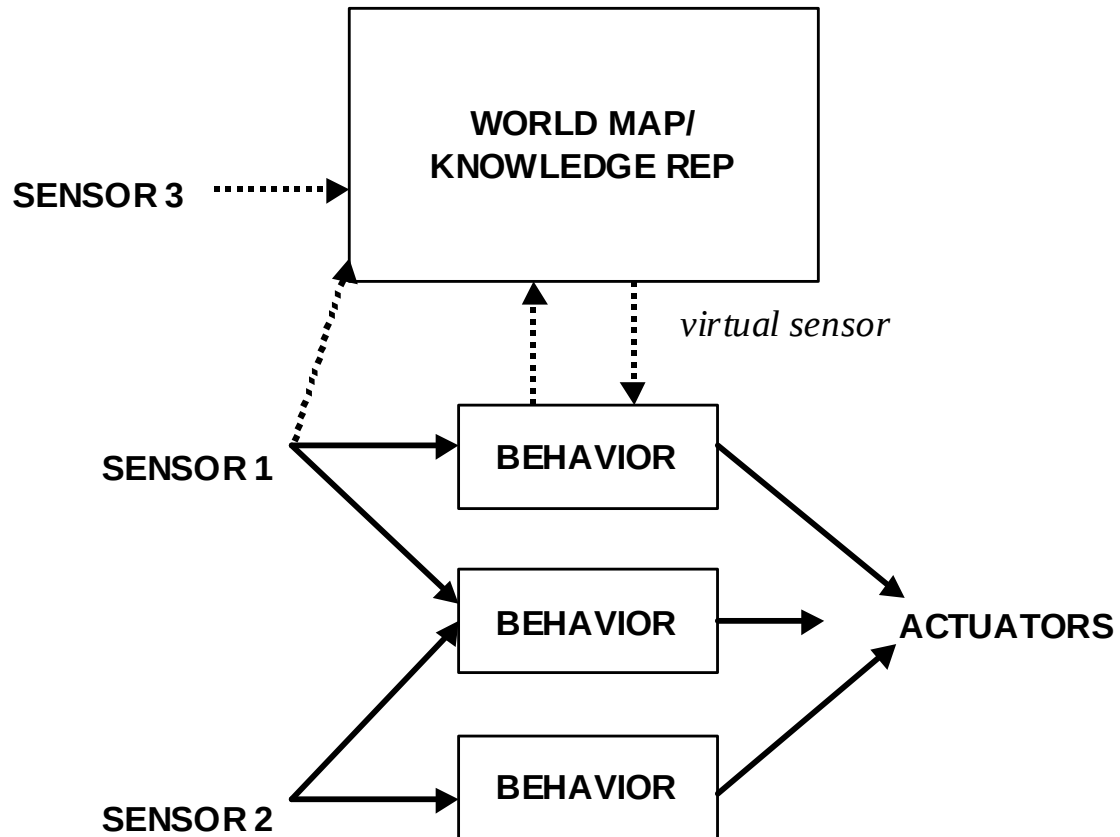 WORLD MAP/
KNOWLEDGE REP
SENSOR 3
virtual sensor
BEHAVIOR
SENSOR 1
BEHAVIOR
ACTUATORS
BEHAVIOR
SENSOR 2